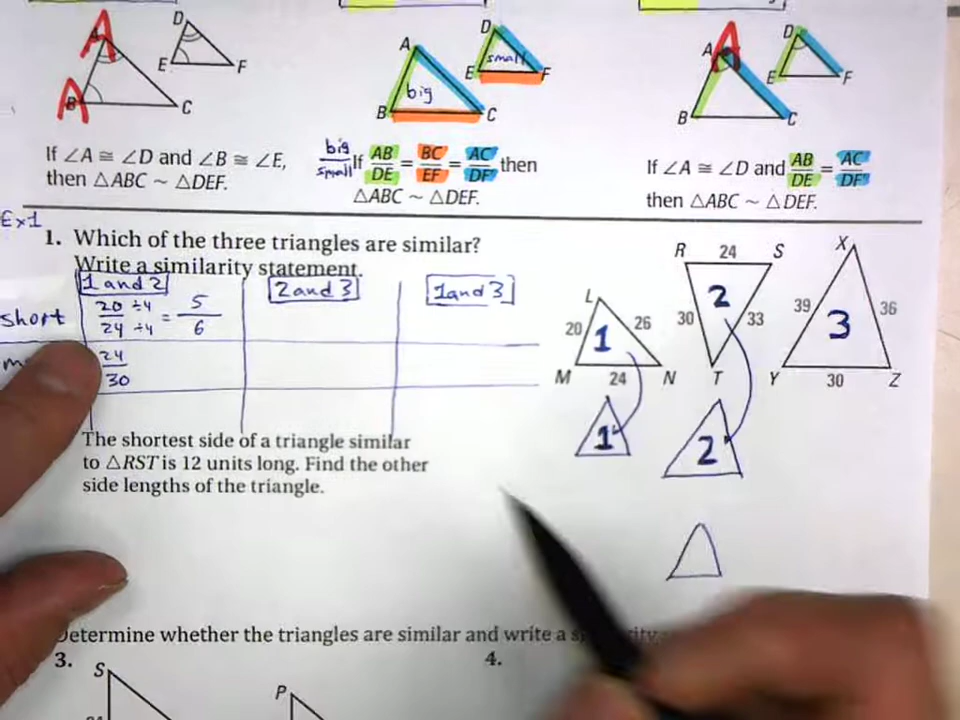 A
D
B
C
E
F
If ∠A ≅ ∠D and ∠B ≅ ∠E,
then △ABC ~ △DEF.
A
D
small
E
F
big
B
C
big
small
If AB/DE = BC/EF = AC/DF then
△ABC ~ △DEF.
A
D
E
F
B
C
If ∠A ≅ ∠D and AB/DE = AC/DF
then △ABC ~ △DEF.
Ex1
1. Which of the three triangles are similar?
Write a similarity statement.
1 and 2
2 and 3
1 and 3
short
20 ÷4 = 5
24 ÷4 6
24
30
L
20
26
1
M
24
N
R
24
S
2
30
33
T
X
39
36
3
Y
30
Z
1
2
The shortest side of a triangle similar
to △RST is 12 units long. Find the other
side lengths of the triangle.
Determine whether the triangles are similar and write a
3.
S
P
4.